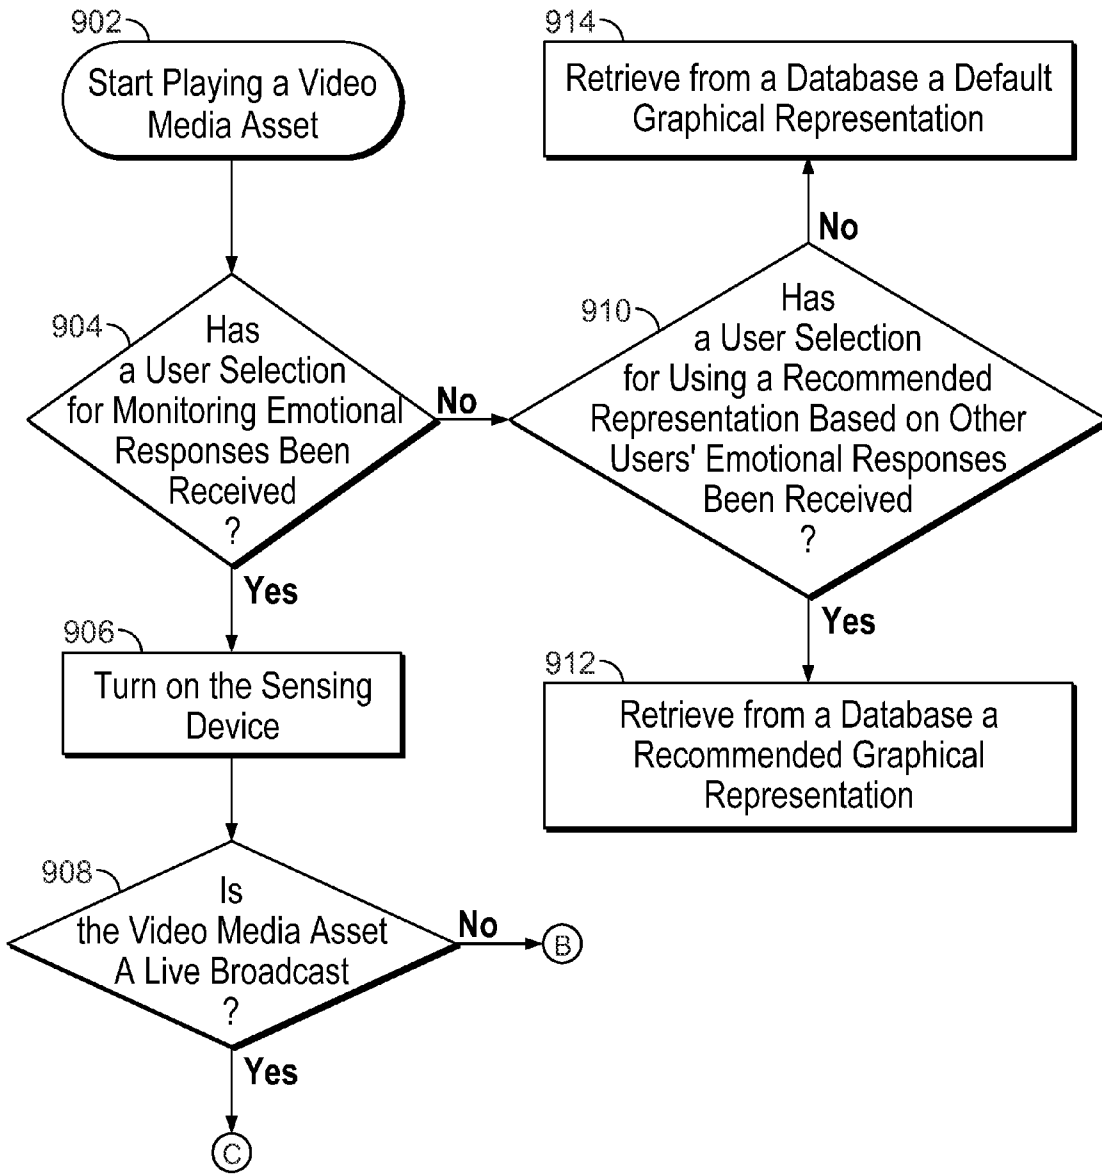 902
Start Playing a Video
Media Asset
904
Has
a User Selection
for Monitoring Emotional
Responses Been
Received
?
No
Yes
906
Turn on the Sensing
Device
908
Is
the Video Media Asset
A Live Broadcast
?
No
B
Yes
C
914
Retrieve from a Database a Default
Graphical Representation
No
910
Has
a User Selection
for Using a Recommended
Representation Based on Other
Users' Emotional Responses
Been Received
?
Yes
912
Retrieve from a Database a
Recommended Graphical
Representation